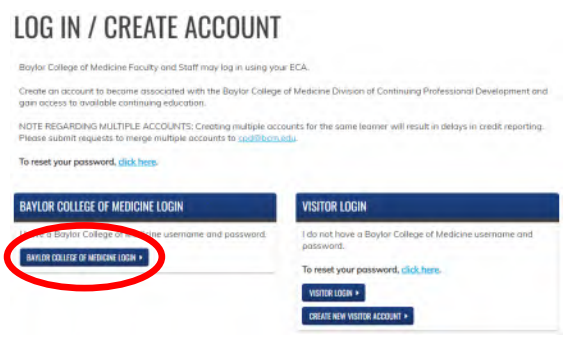 LOG IN / CREATE ACCOUNT
Baylor College of Medicine Faculty and Staff may log in using your ECA.
Create an account to become associated with the Baylor College of Medicine Division of Continuing Professional Development and
gain access to available continuing education.
NOTE REGARDING MULTIPLE ACCOUNTS: Creating multiple accounts for the same learner will result in delays in credit reporting.
Please submit requests to merge multiple accounts to cpd@bcm.edu.
To reset your password, click here.
BAYLOR COLLEGE OF MEDICINE LOGIN
I have a Baylor College of Medicine username and password.
BAYLOR COLLEGE OF MEDICINE LOGIN
VISITOR LOGIN
I do not have a Baylor College of Medicine username and
password.
To reset your password, click here.
VISITOR LOGIN
CREATE NEW VISITOR ACCOUNT